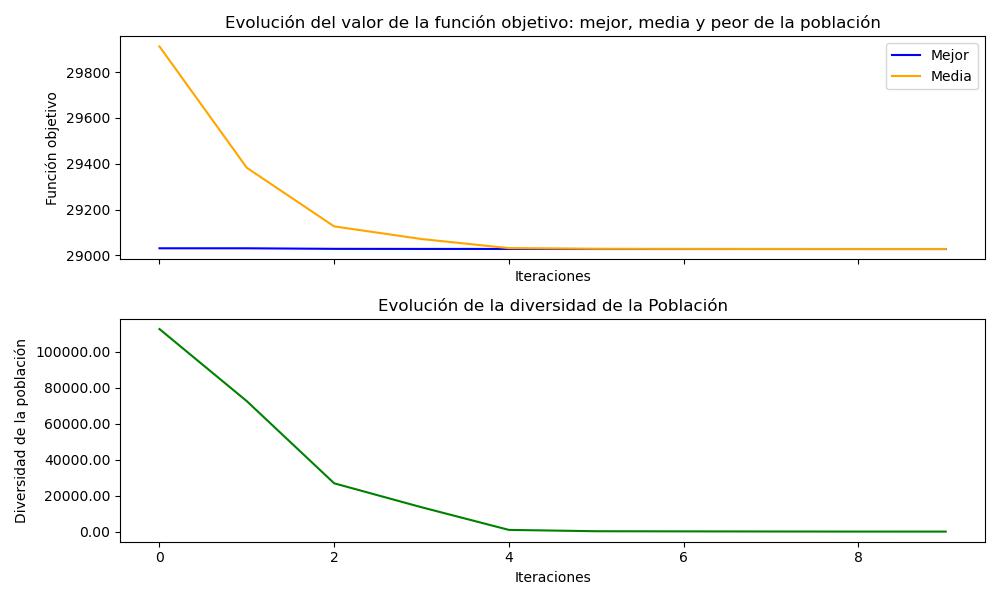 Evolución del valor de la función objetivo: mejor, media y peor de la población
Mejor
Media
Función objetivo
29800
29600
29400
29200
29000
Iteraciones
Evolución de la diversidad de la Población
Diversidad de la población
100000.00
80000.00
60000.00
40000.00
20000.00
0.00
0 2 4 6 8
Iteraciones